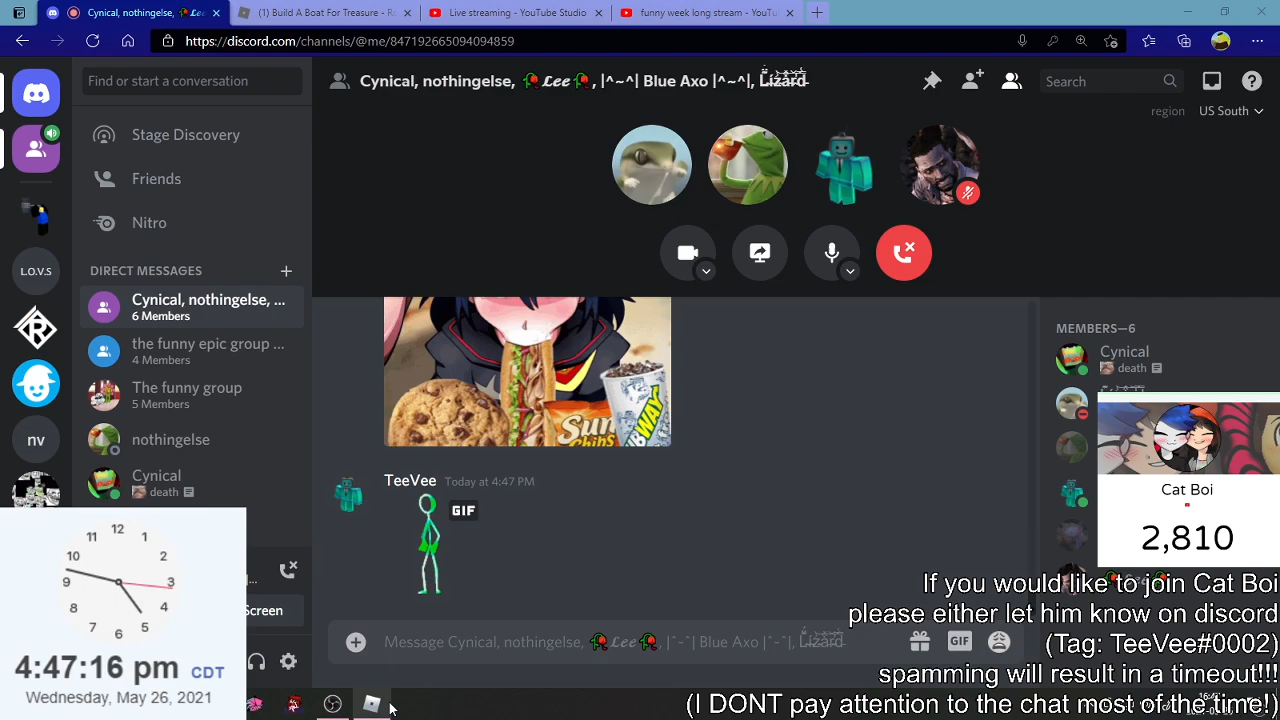 Cynical, nothingelse, 🥀Lee
(1) Build A Boat For Treasure - Ro
Live streaming - YouTube Studio
funny week long stream - YouTu
https://discord.com/channels/@me/847192665094094859
Find or start a conversation
Cynical, nothingelse, 🥀𝓛𝓮𝓮🥀, |^~^| Blue Axo |^~^|, Lizard
Search
region US South
Stage Discovery
Friends
Nitro
DIRECT MESSAGES
Cynical, nothingelse, ...
6 Members
the funny epic group ...
4 Members
The funny group
5 Members
nothingelse
Cynical
death
L.O.V.S
nv
MEMBERS—6
Cynical
death
Sun
Chips
SUBWAY
TeeVee Today at 4:47 PM
GIF
Cat Boi
2,810
12
1
2
3
4
5
6
7
8
9
10
11
4:47:16 pm CDT
Wednesday, May 26, 2021
...
Screen
Message Cynical, nothingelse, 🥀𝓛𝓮𝓮🥀, |^~^| Blue Axo |^~^|, Lizard
GIF
If you would like to join Cat Boi
please either let him know on discord
(Tag: TeeVee#0002)
spamming will result in a timeout!!!
(I DONT pay attention to the chat most of the time!)